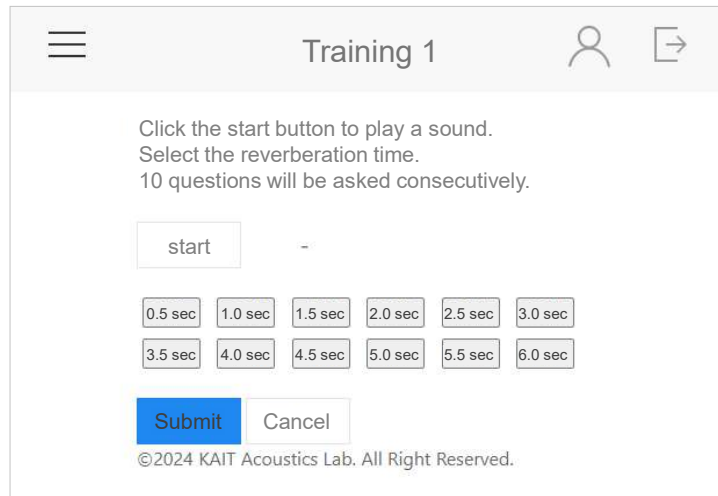 Training 1
Click the start button to play a sound.
Select the reverberation time.
10 questions will be asked consecutively.
start -
0.5 sec 1.0 sec 1.5 sec 2.0 sec 2.5 sec 3.0 sec
3.5 sec 4.0 sec 4.5 sec 5.0 sec 5.5 sec 6.0 sec
Submit Cancel
©2024 KAIT Acoustics Lab. All Right Reserved.